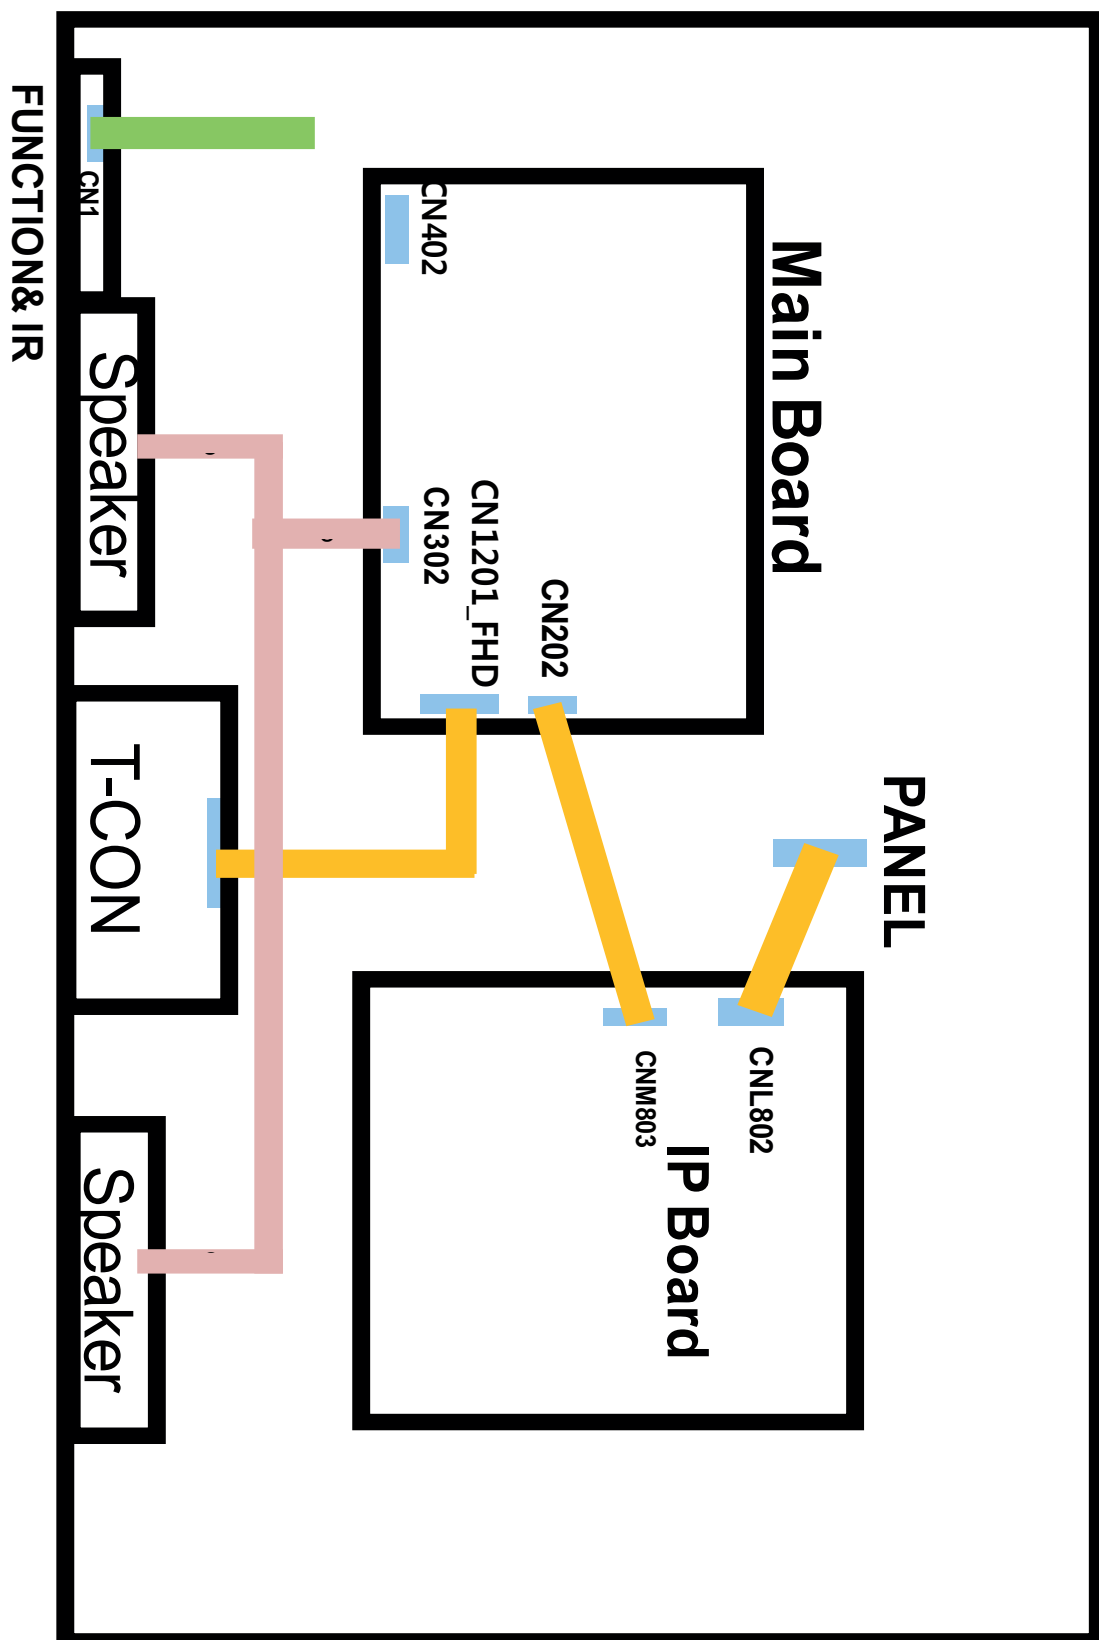 PANEL
Main Board
IP Board
CNL802
CN202
CNM803
CN1201_FHD
CN302
CN402
Speaker
T-CON
Speaker
CN1
FUNCTION& IR